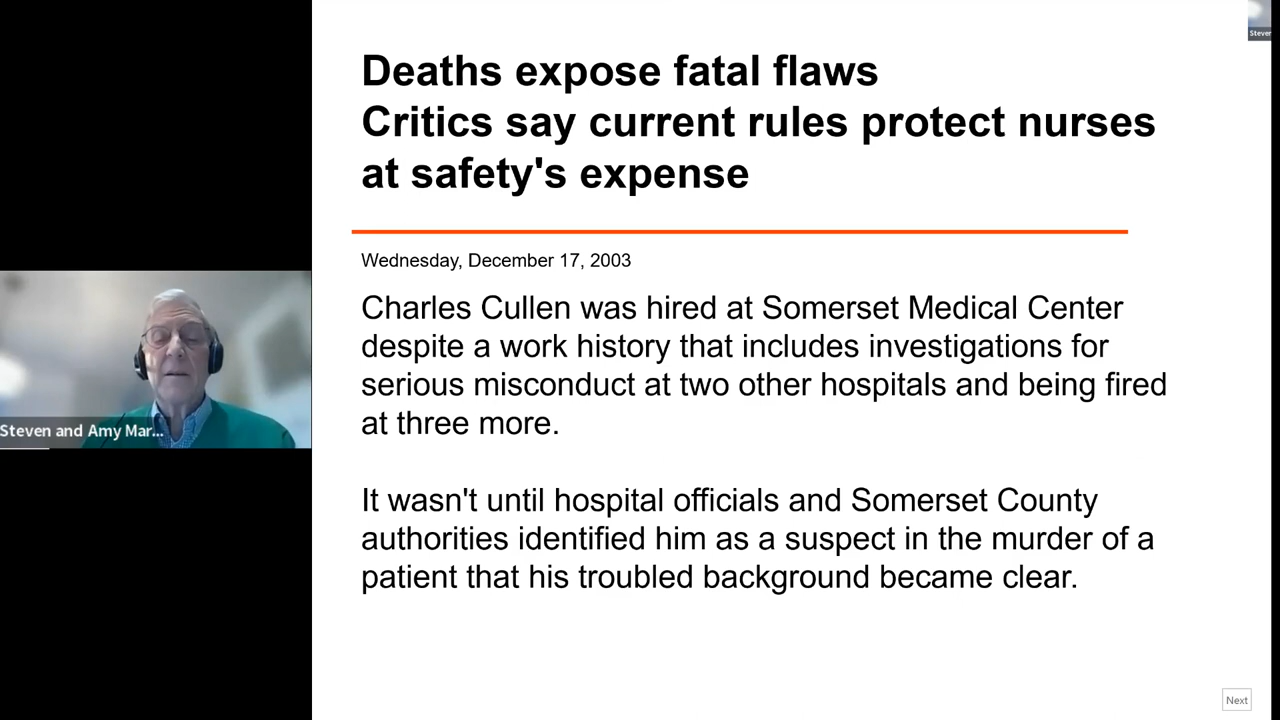 Steven
Deaths expose fatal flaws
Critics say current rules protect nurses
at safety's expense
Wednesday, December 17, 2003
Charles Cullen was hired at Somerset Medical Center
despite a work history that includes investigations for
serious misconduct at two other hospitals and being fired
at three more.
It wasn't until hospital officials and Somerset County
authorities identified him as a suspect in the murder of a
patient that his troubled background became clear.
Steven and Amy Mar...
Next